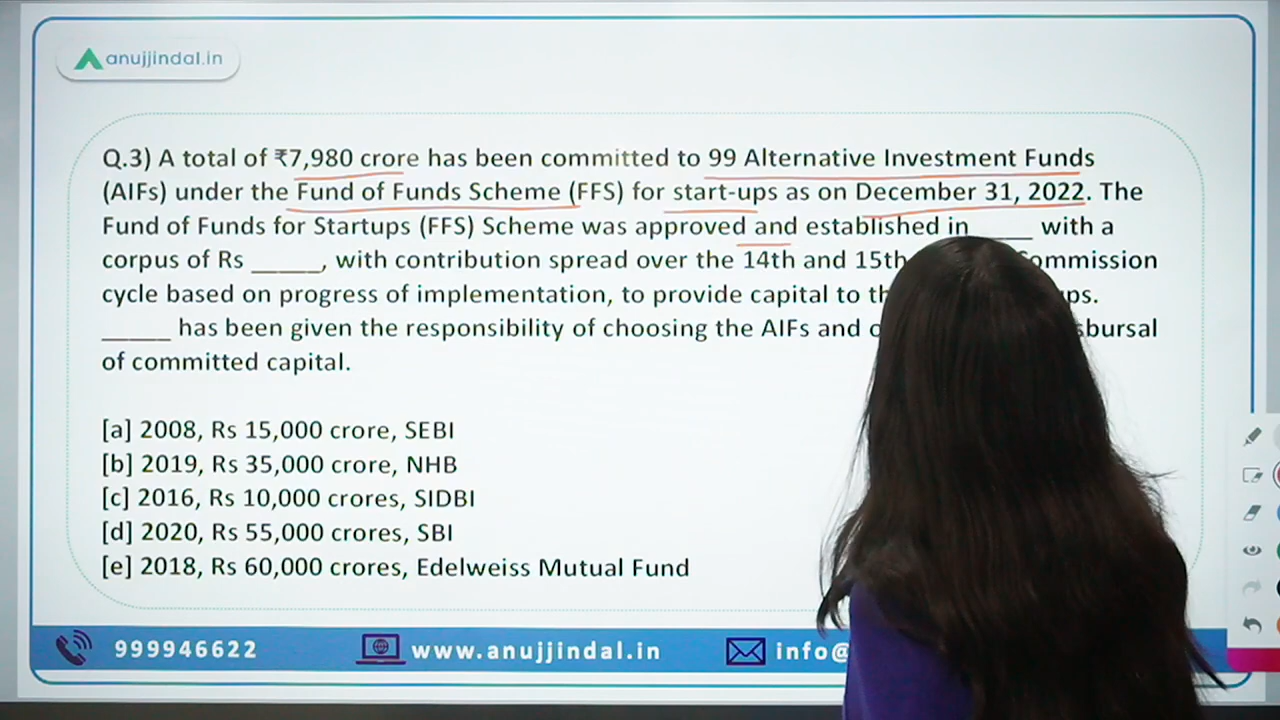 anujjindal.in
Q.3) A total of ₹7,980 crore has been committed to 99 Alternative Investment Funds
(AIFs) under the Fund of Funds Scheme (FFS) for start-ups as on December 31, 2022. The
Fund of Funds for Startups (FFS) Scheme was approved and established in _____ with a
corpus of Rs _____, with contribution spread over the 14th and 15th
cycle based on progress of implementation, to provide capital to
_____ has been given the responsibility of choosing the AIFs and
of committed capital.
[a] 2008, Rs 15,000 crore, SEBI
[b] 2019, Rs 35,000 crore, NHB
[c] 2016, Rs 10,000 crores, SIDBI
[d] 2020, Rs 55,000 crores, SBI
[e] 2018, Rs 60,000 crores, Edelweiss Mutual Fund
999946622 www.anujjindal.in info@